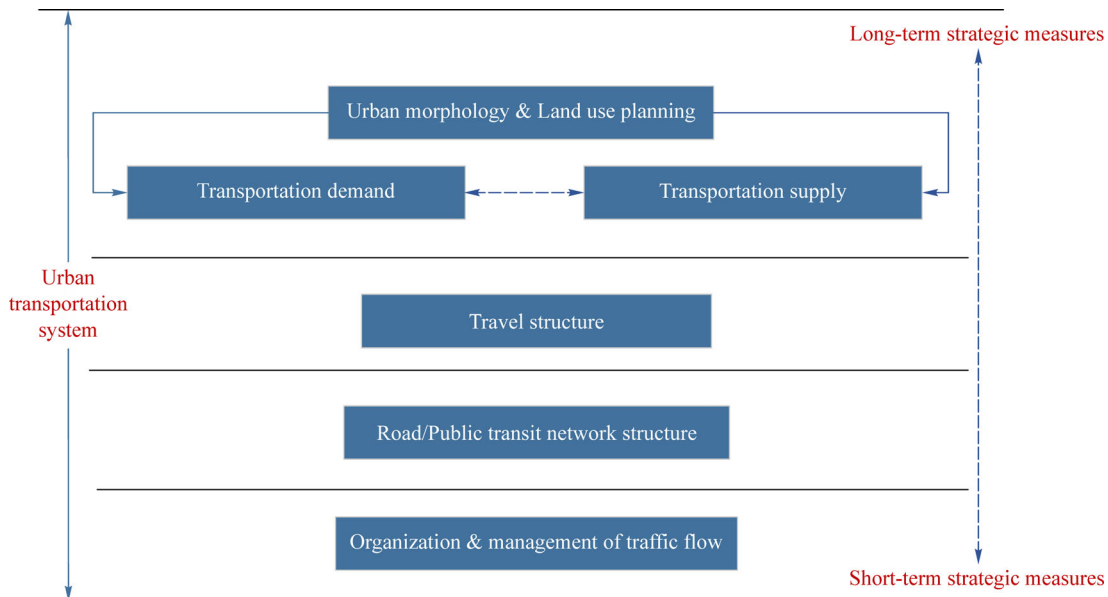 Long-term strategic measures
Urban morphology & Land use planning
Transportation demand
Transportation supply
Urban
transportation
system
Travel structure
Road/Public transit network structure
Organization & management of traffic flow
Short-term strategic measures